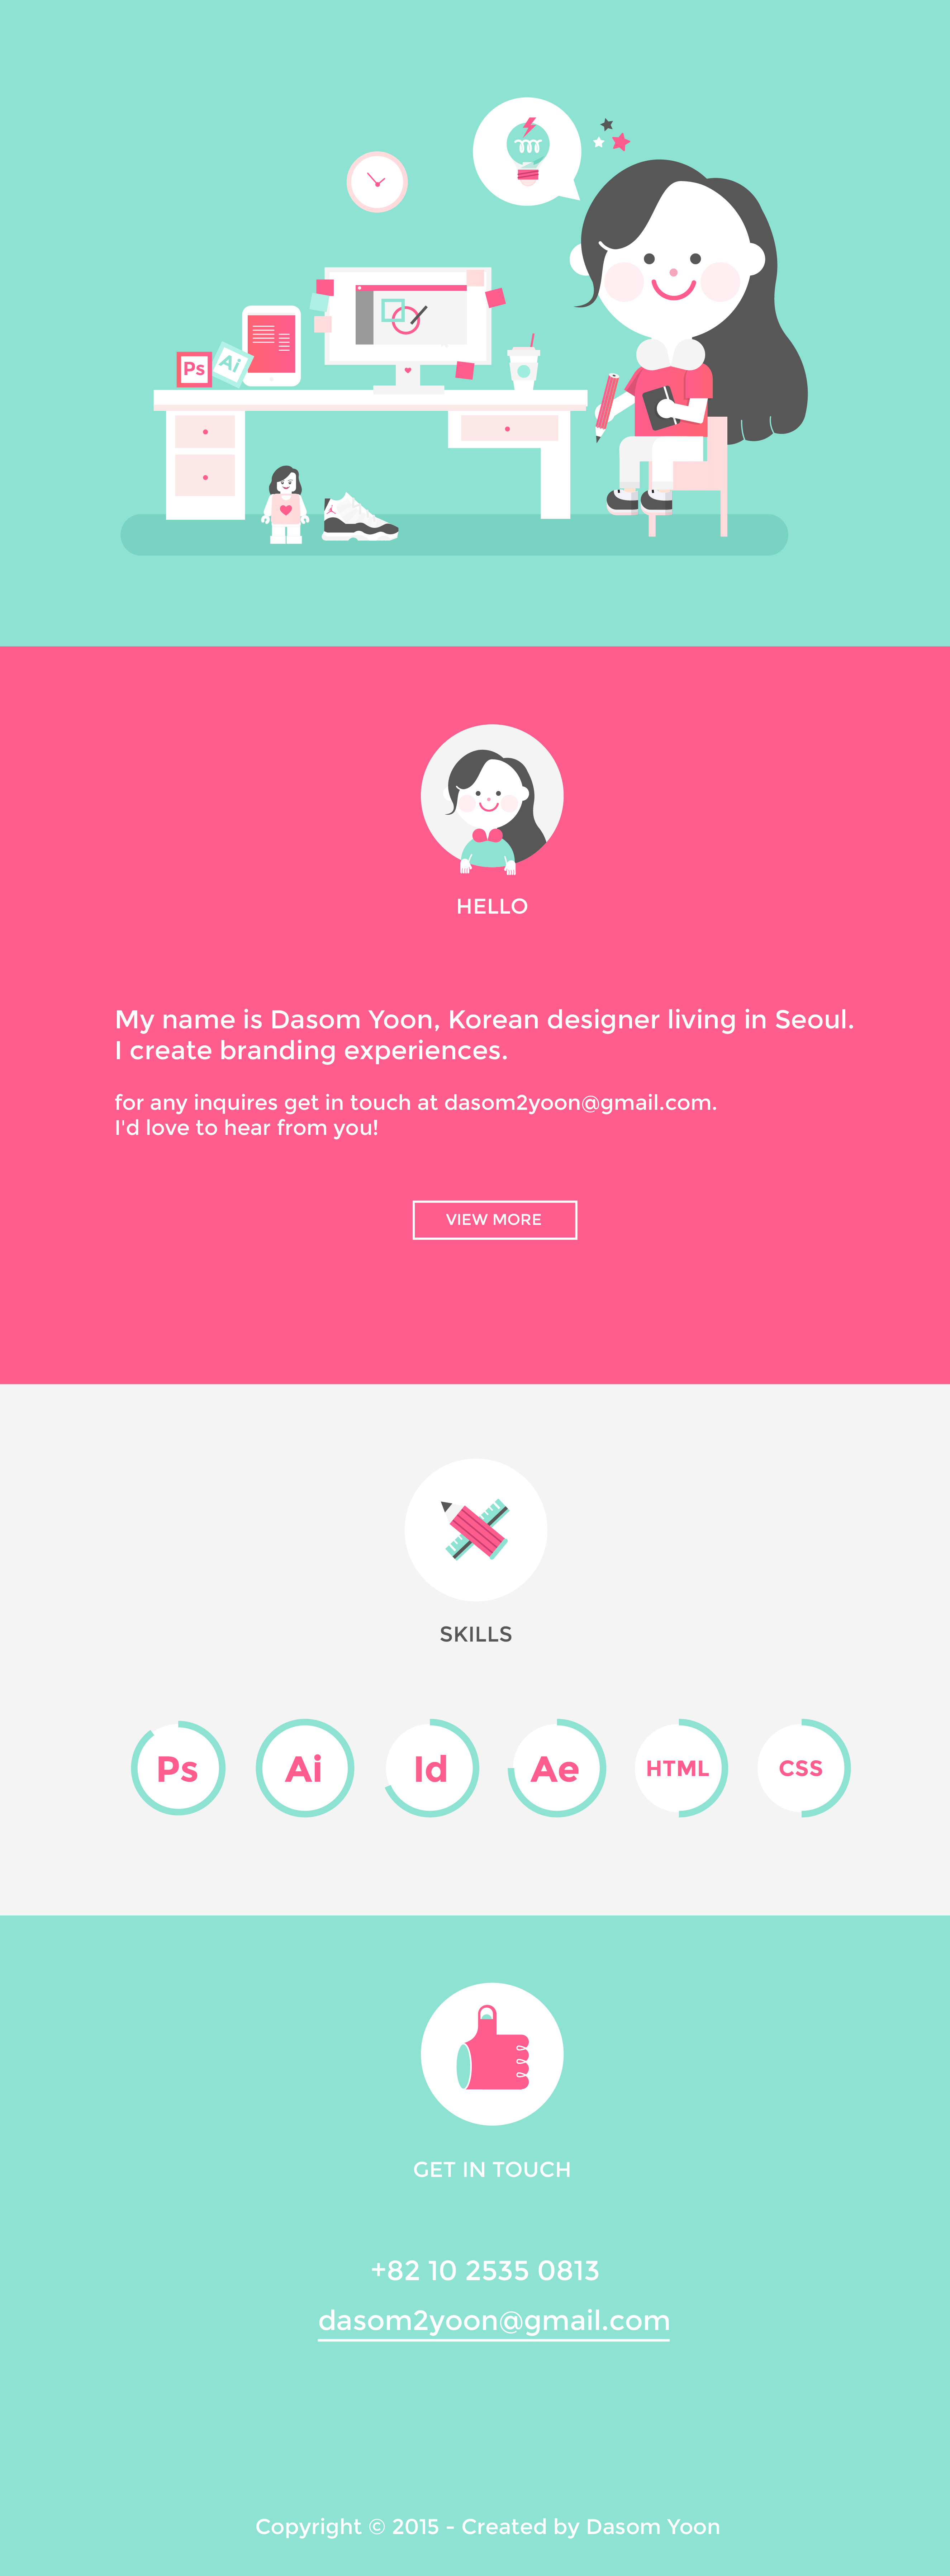 Ps
Ai
HELLO
My name is Dasom Yoon, Korean designer living in Seoul.
I create branding experiences.
for any inquires get in touch at dasom2yoon@gmail.com.
I'd love to hear from you!
VIEW MORE
SKILLS
Ps Ai Id Ae HTML CSS
GET IN TOUCH
+82 10 2535 0813
dasom2yoon@gmail.com
Copyright © 2015 - Created by Dasom Yoon